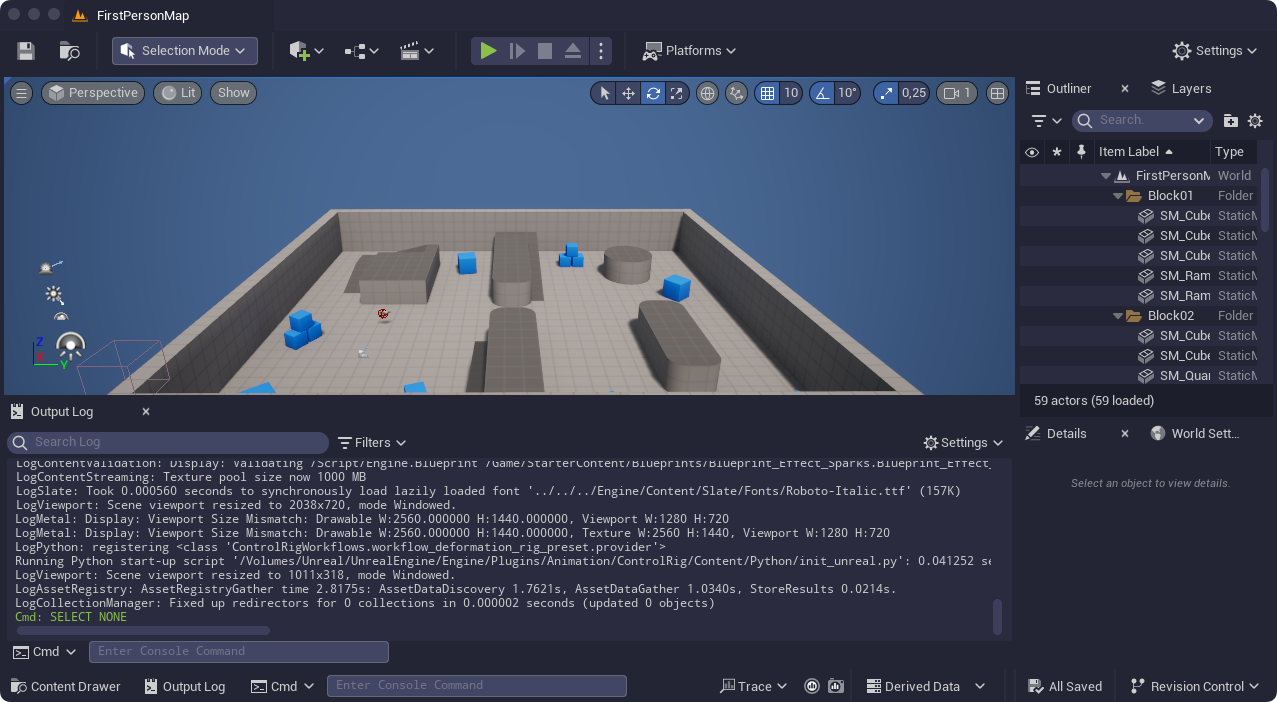 FirstPersonMap
Selection Mode
Platforms
Settings
Perspective
Lit
Show
10
10°
0,25
1
Outliner
Layers
Search.
Item Label
Type
FirstPersonM World
Block01 Folder
SM_Cube StaticM
SM_Cube StaticM
SM_Cube StaticM
SM_Ram StaticM
SM_Ram StaticM
Block02 Folder
SM_Cube StaticM
SM_Cube StaticM
SM_Quar StaticM
59 actors (59 loaded)
Z
X
Y
Output Log
Search Log
Filters
Settings
LogContentValidation: Display: Validating /Script/Engine.Blueprint /Game/StarterContent/Blueprints/Blueprint_Effect_Sparks.Blueprint_Effect_
LogContentStreaming: Texture pool size now 1000 MB
LogSlate: Took 0.000560 seconds to synchronously load lazily loaded font '../../../Engine/Content/Slate/Fonts/Roboto-Italic.ttf' (157K)
LogViewport: Scene viewport resized to 2038x720, mode Windowed.
LogMetal: Display: Viewport Size Mismatch: Drawable W:2560.000000 H:1440.000000, Viewport W:1280 H:720
LogMetal: Display: Viewport Size Mismatch: Drawable W:2560.000000 H:1440.000000, Texture W:2560 H:1440, Viewport W:1280 H:720
LogPython: registering <class 'ControlRigWorkflows.workflow_deformation_rig_preset.provider'>
Running Python start-up script '/Volumes/Unreal/UnrealEngine/Engine/Plugins/Animation/ControlRig/Content/Python/init_unreal.py': 0.041252 se
LogViewport: Scene viewport resized to 1011x318, mode Windowed.
LogAssetRegistry: AssetRegistryGather time 2.8175s: AssetDataDiscovery 1.7621s, AssetDataGather 1.0340s, StoreResults 0.0214s.
LogCollectionManager: Fixed up redirectors for 0 collections in 0.000002 seconds (updated 0 objects)
Cmd: SELECT NONE
Cmd
Enter Console Command
Details
World Sett...
Select an object to view details.
Content Drawer
Output Log
Cmd
Enter Console Command
Trace
Derived Data
All Saved
Revision Control